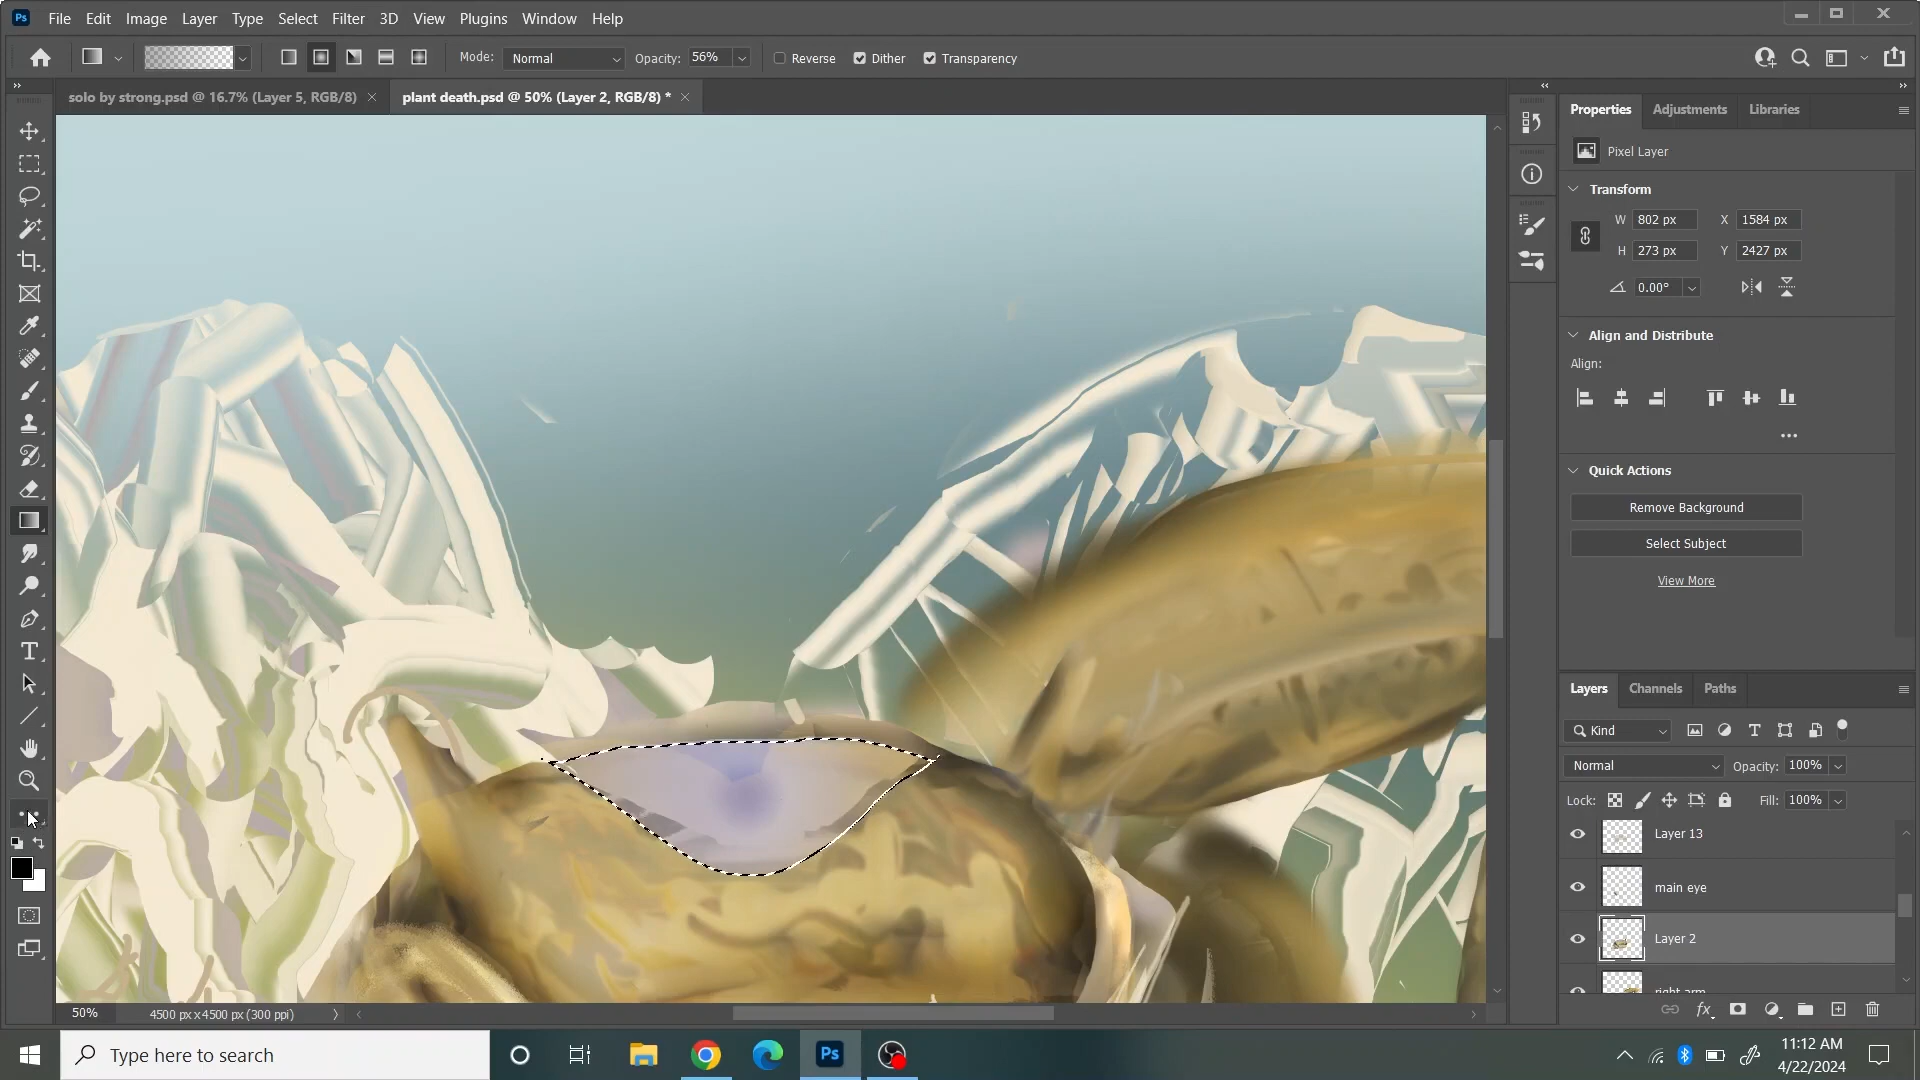 Ps File Edit Image Layer Type Select Filter 3D View Plugins Window Help
Mode: Normal Opacity: 56% Reverse Dither Transparency
solo by strong.psd @ 16.7% (Layer 5, RGB/8) plant death.psd @ 50% (Layer 2, RGB/8) *
Properties Adjustments Libraries
Pixel Layer
Transform
W 802 px X 1584 px
H 273 px Y 2427 px
0.00°
Align and Distribute
Align:
Quick Actions
Remove Background
Select Subject
View More
Layers Channels Paths
Kind
Normal Opacity: 100%
Lock: Fill: 100%
Layer 13
main eye
Layer 2
right arm
50% 4500 px x 4500 px (300 ppi)
Type here to search
Ps
11:12 AM
4/22/2024